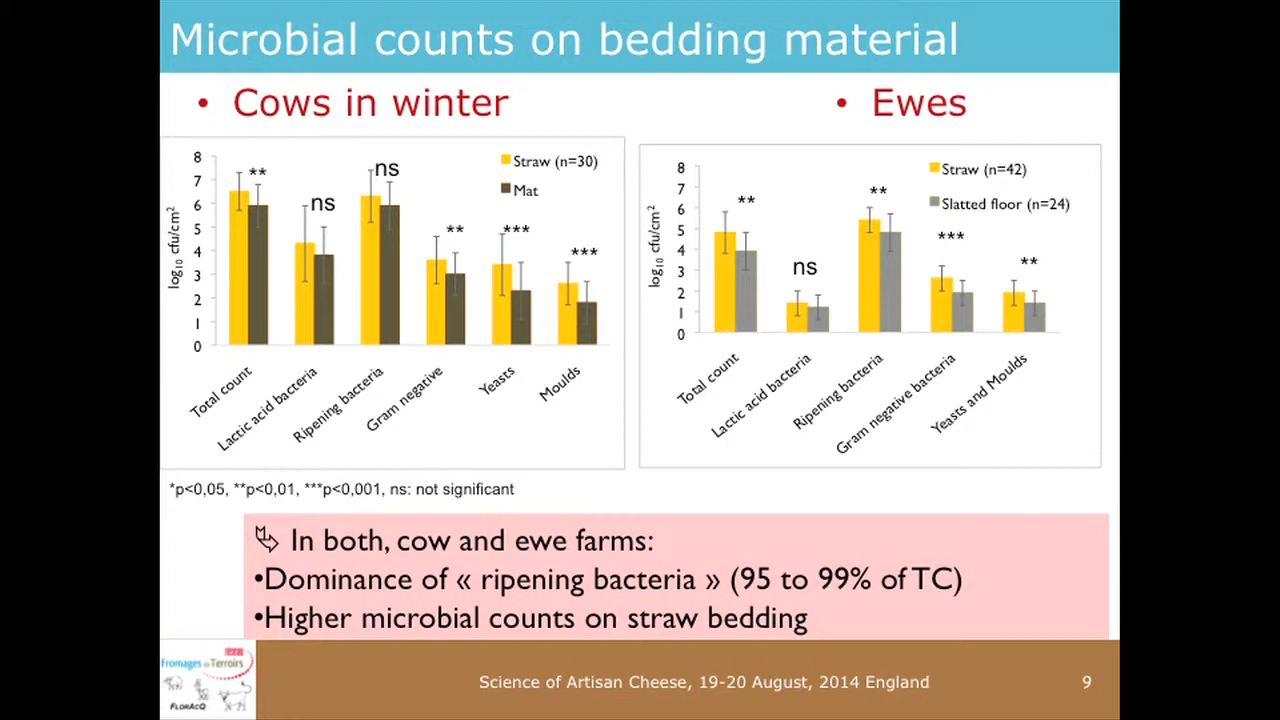 Microbial counts on bedding material
• Cows in winter
• Ewes
8
7
6
5
4
3
2
1
0
log10 cfu/cm2
**
ns
ns
**
***
***
Straw (n=30)
Mat
Total count
Lactic acid bacteria
Ripening bacteria
Gram negative
Yeasts
Moulds
8
7
6
5
4
3
2
1
0
log10 cfu/cm2
**
ns
**
***
**
Straw (n=42)
Slatted floor (n=24)
Total count
Lactic acid bacteria
Ripening bacteria
Gram negative bacteria
Yeasts and Moulds
*p<0,05, **p<0,01, ***p<0,001, ns: not significant
In both, cow and ewe farms:
•Dominance of « ripening bacteria » (95 to 99% of TC)
•Higher microbial counts on straw bedding
Fromages de Terroirs
FlorAcQ
Science of Artisan Cheese, 19-20 August, 2014 England
9